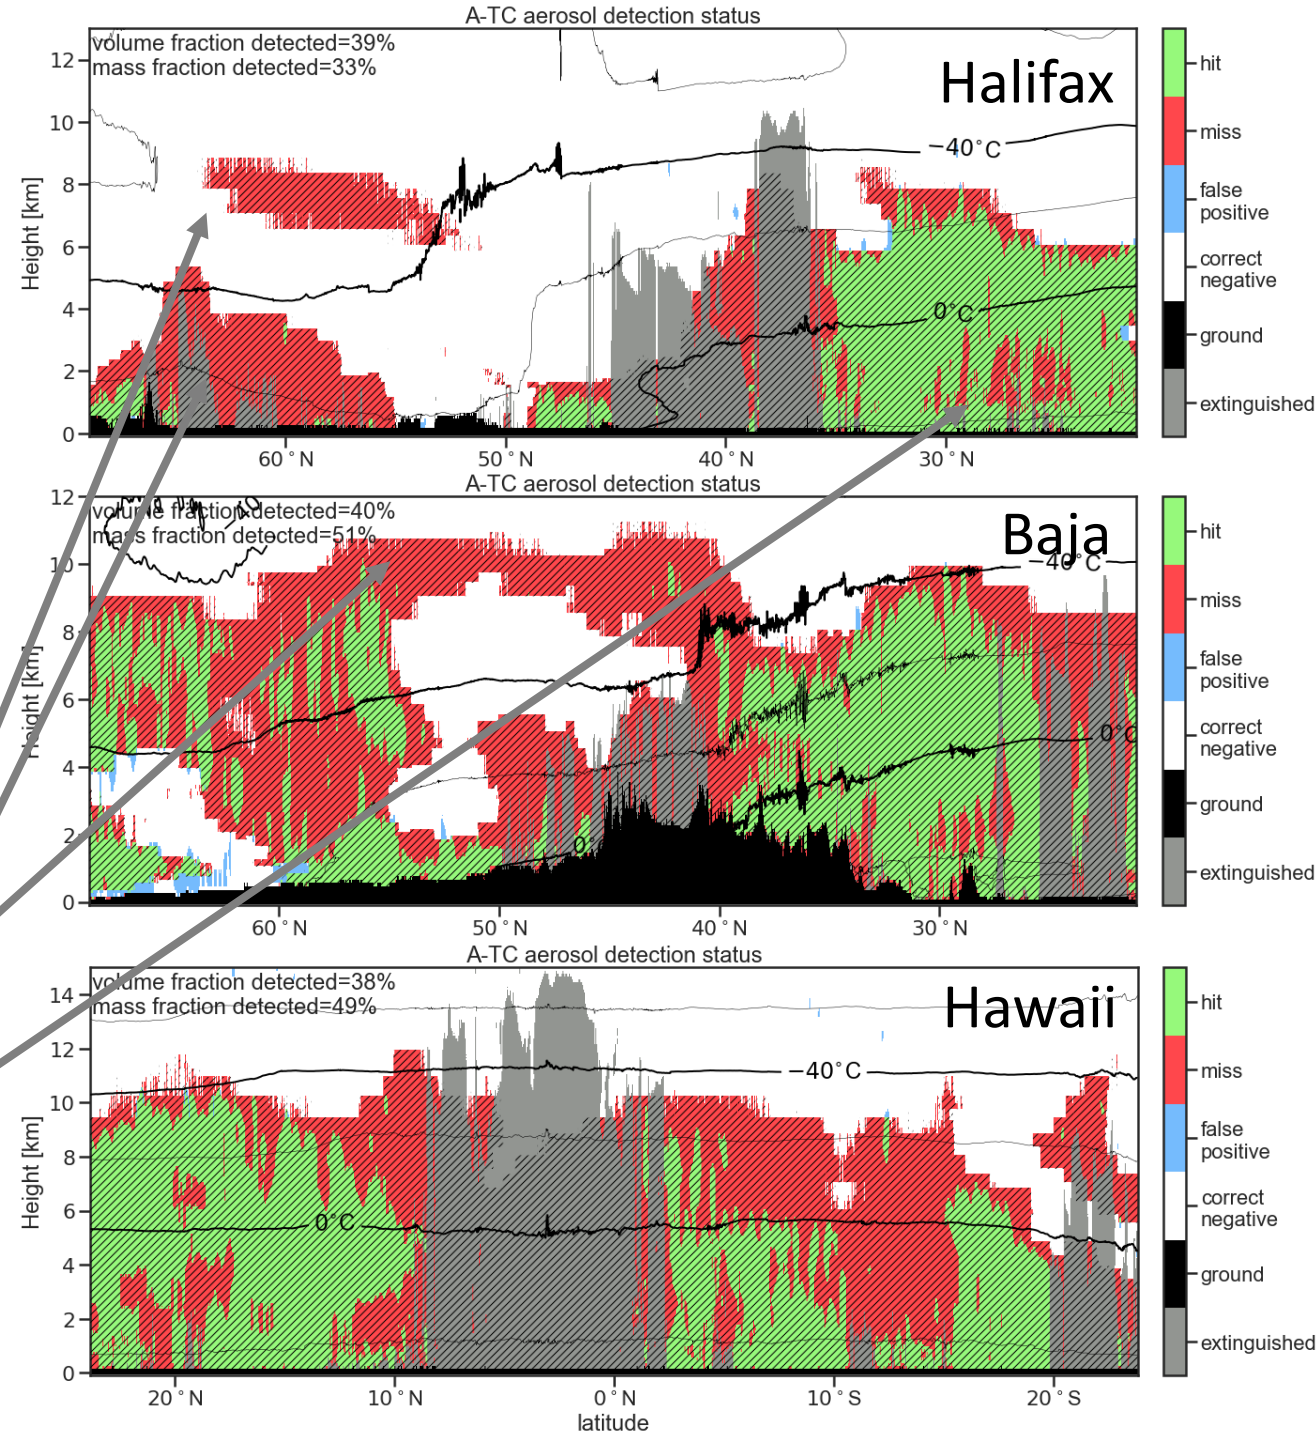 A-TC aerosol detection status
volume fraction detected=39%
mass fraction detected=33%
Halifax
−40°C
0°C
Height [km]
12
10
8
6
4
2
0
60°N
50°N
40°N
30°N
hit
miss
false
positive
correct
negative
ground
extinguished
A-TC aerosol detection status
volume fraction detected=40%
mass fraction detected=51%
Baja
−40
−40°C
0°C
Height [km]
12
10
8
6
4
2
0
60°N
50°N
40°N
30°N
hit
miss
false
positive
correct
negative
ground
extinguished
A-TC aerosol detection status
volume fraction detected=38%
mass fraction detected=49%
Hawaii
−40°C
0°C
Height [km]
14
12
10
8
6
4
2
0
20°N
10°N
0°N
10°S
20°S
latitude
hit
miss
false
positive
correct
negative
ground
extinguished